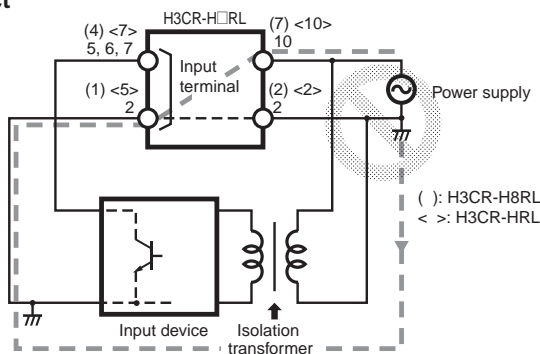 ct
H3CR-H□RL
(4) <7>
5, 6, 7
(7) <10>
10
Input
terminal
(1) <5>
2
(2) <2>
2
Power supply
( ): H3CR-H8RL
< >: H3CR-HRL
Input device
Isolation
transformer